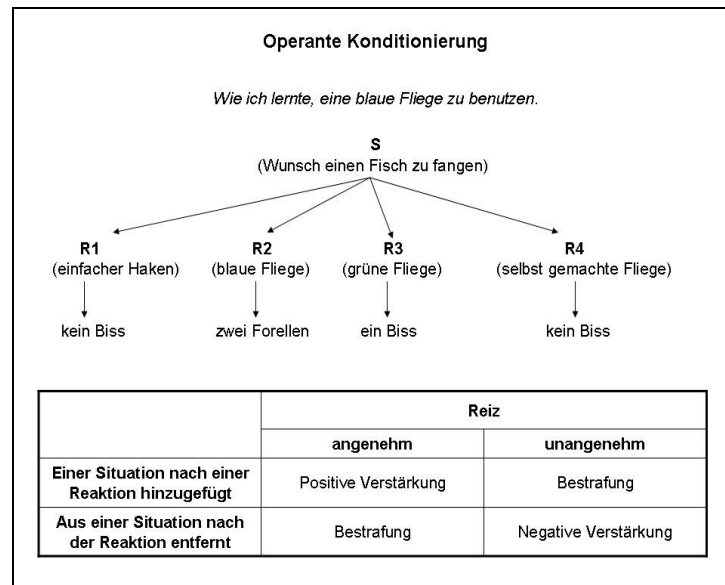 Operante Konditionierung
Wie ich lernte, eine blaue Fliege zu benutzen.
S
(Wunsch einen Fisch zu fangen)
R1 R2 R3 R4
(einfacher Haken) (blaue Fliege) (grüne Fliege) (selbst gemachte Fliege)
kein Biss zwei Forellen ein Biss kein Biss
Reiz
angenehm unangenehm
Einer Situation nach einer
Reaktion hinzugefügt Positive Verstärkung Bestrafung
Aus einer Situation nach
der Reaktion entfernt Bestrafung Negative Verstärkung